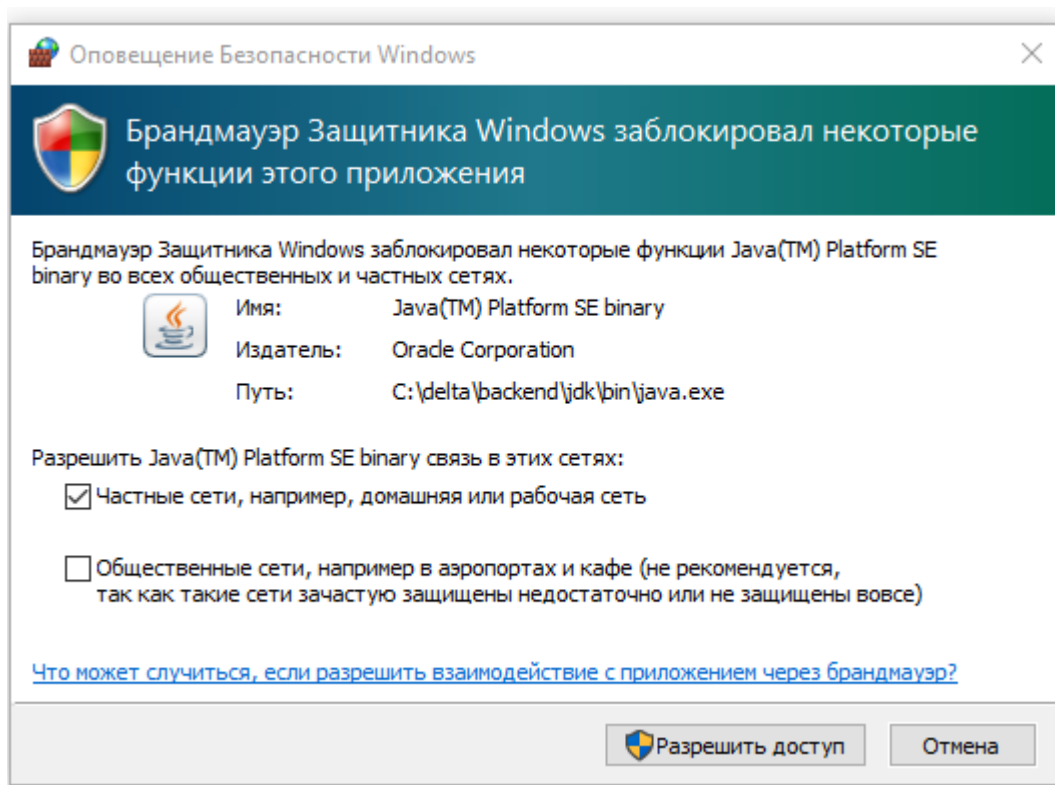 Оповещение Безопасности Windows
Брандмауэр Защитника Windows заблокировал некоторые
функции этого приложения
Брандмауэр Защитника Windows заблокировал некоторые функции Java(TM) Platform SE
binary во всех общественных и частных сетях.
Имя: Java(TM) Platform SE binary
Издатель: Oracle Corporation
Путь: C:\delta\backend\jdk\bin\java.exe
Разрешить Java(TM) Platform SE binary связь в этих сетях:
Частные сети, например, домашняя или рабочая сеть
Общественные сети, например в аэропортах и кафе (не рекомендуется,
так как такие сети зачастую защищены недостаточно или не защищены вовсе)
Что может случиться, если разрешить взаимодействие с приложением через брандмауэр?
Разрешить доступ Отмена